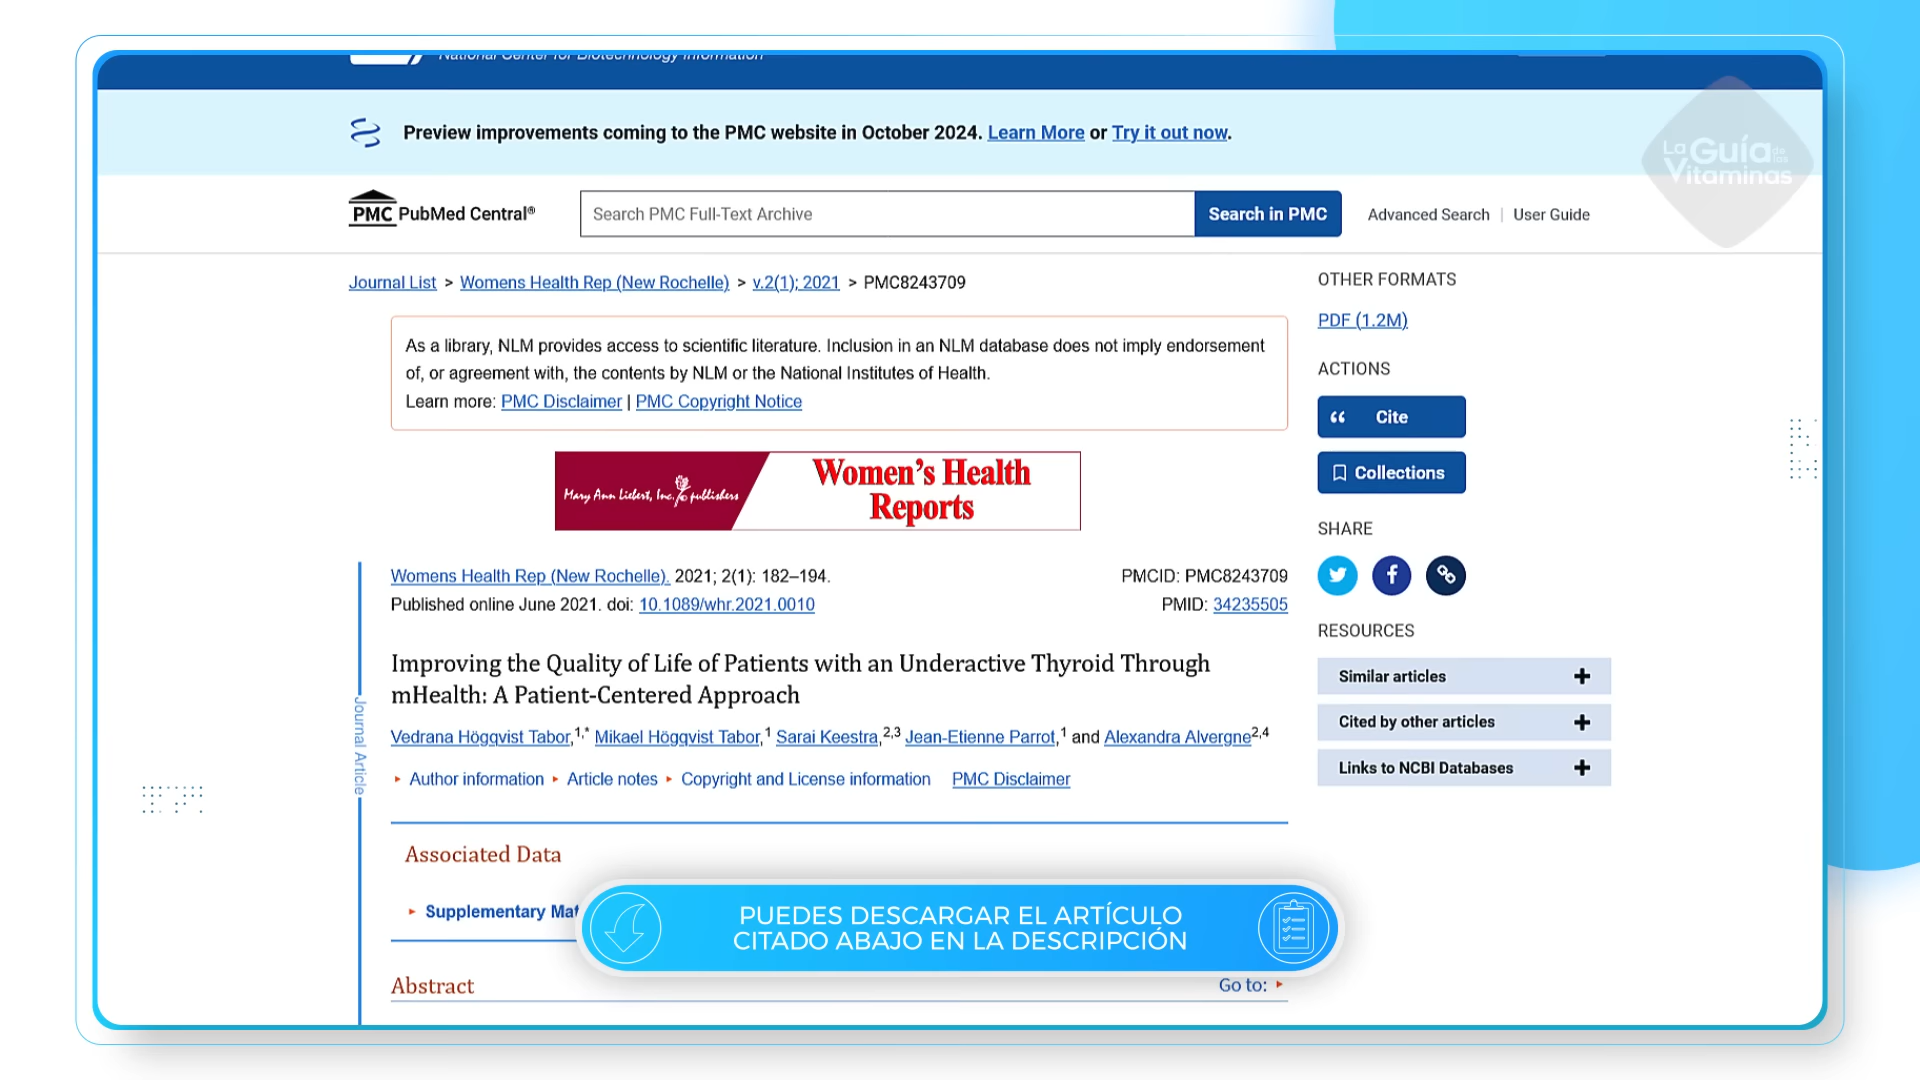 National Center for Biotechnology Information
Preview improvements coming to the PMC website in October 2024. Learn More or Try it out now.
La Guía de las
Vitaminas
PMC PubMed Central®
Search PMC Full-Text Archive
Search in PMC
Advanced Search | User Guide
Journal List > Womens Health Rep (New Rochelle) > v.2(1); 2021 > PMC8243709
OTHER FORMATS
PDF (1.2M)
As a library, NLM provides access to scientific literature. Inclusion in an NLM database does not imply endorsement
of, or agreement with, the contents by NLM or the National Institutes of Health.
Learn more: PMC Disclaimer | PMC Copyright Notice
ACTIONS
Cite
Collections
Mary Ann Liebert, Inc. publishers
Women's Health
Reports
SHARE
Womens Health Rep (New Rochelle). 2021; 2(1): 182–194.
PMCID: PMC8243709
Published online June 2021. doi: 10.1089/whr.2021.0010
PMID: 34235505
RESOURCES
Similar articles
Cited by other articles
Links to NCBI Databases
Improving the Quality of Life of Patients with an Underactive Thyroid Through
mHealth: A Patient-Centered Approach
Journal Article
Vedrana Högqvist Tabor,1,* Mikael Högqvist Tabor,1 Sarai Keestra,2,3 Jean-Etienne Parrot,1 and Alexandra Alvergne2,4
Author information Article notes Copyright and License information PMC Disclaimer
Associated Data
Supplementary Mat
PUEDES DESCARGAR EL ARTÍCULO
CITADO ABAJO EN LA DESCRIPCIÓN
Abstract
Go to: